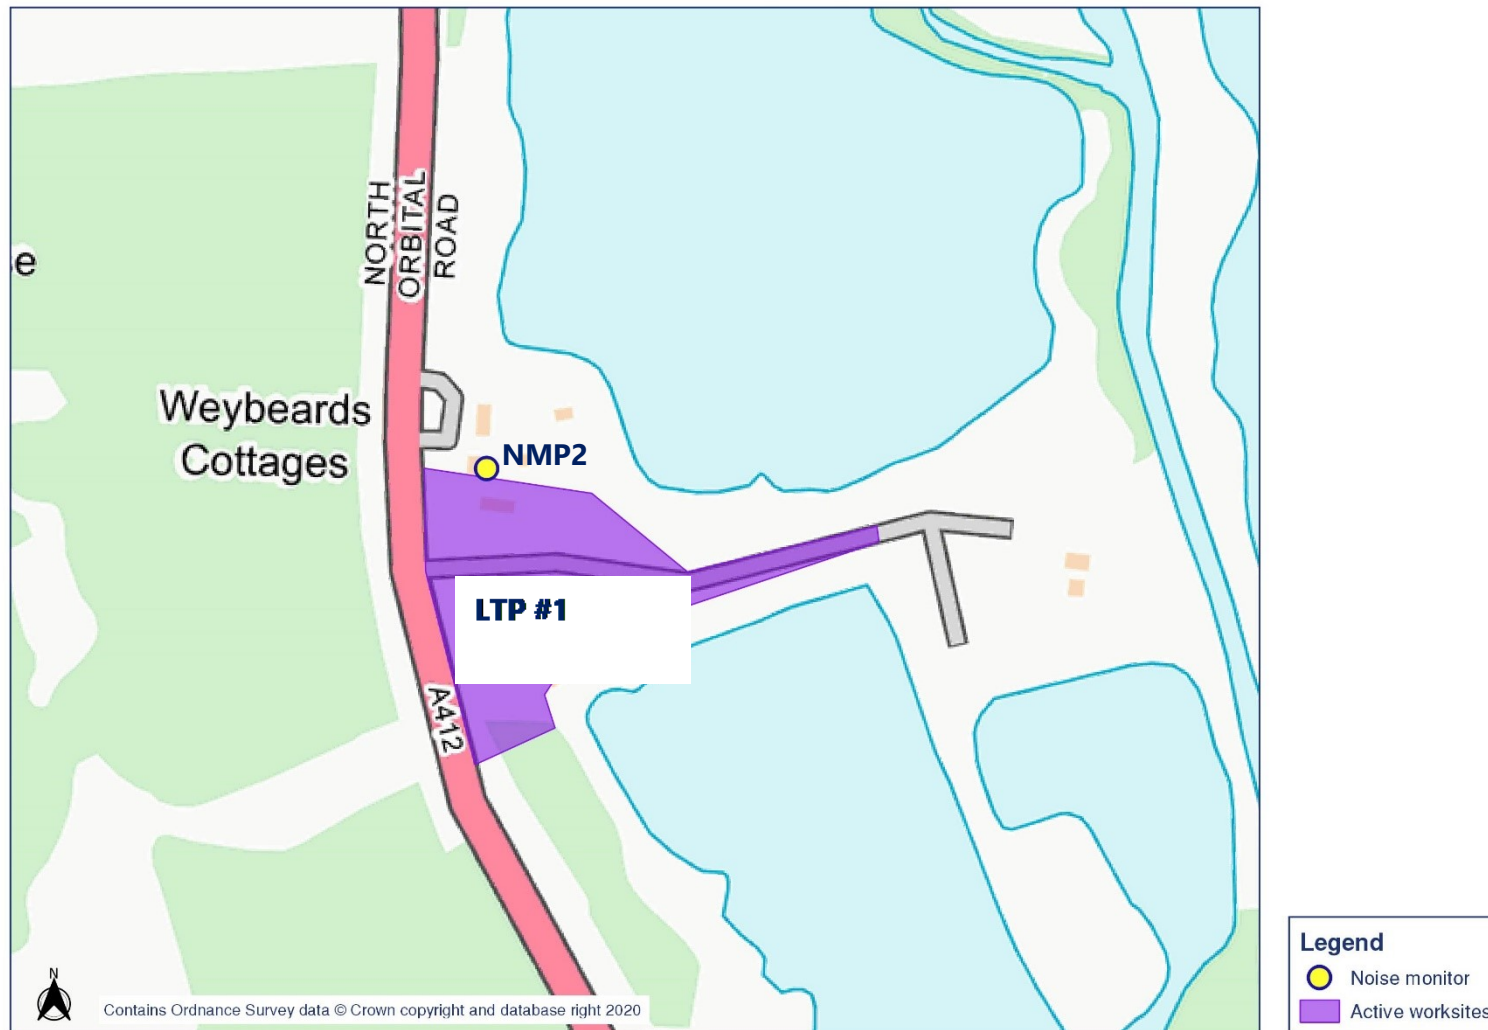 NORTH
ORBITAL
ROAD
e
Weybeards
Cottages
NMP2
LTP #1
A412
N
Contains Ordnance Survey data © Crown copyright and database right 2020
Legend
Noise monitor
Active worksites